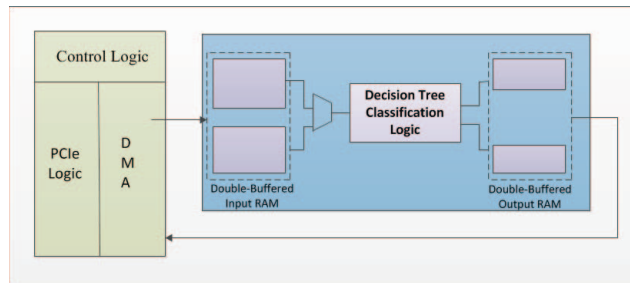 Control Logic
PCIe
Logic
D
M
A
Double-Buffered
Input RAM
Decision Tree
Classification
Logic
Double-Buffered
Output RAM